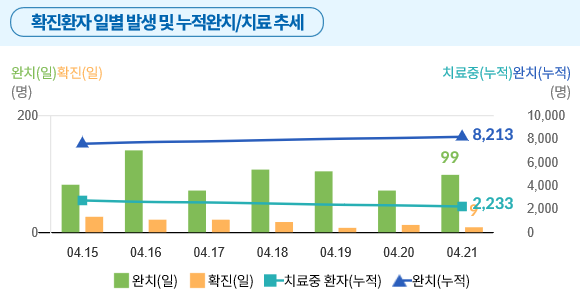 확진환자 일별 발생 및 누적완치/치료 추세
완치(일)확진(일) 치료중(누적)완치(누적)
(명) (명)
200 10,000
8,000
6,000
4,000
2,000
0 0
8,213
99
2,233
9
04.15 04.16 04.17 04.18 04.19 04.20 04.21
완치(일) 확진(일) 치료중 환자(누적) 완치(누적)